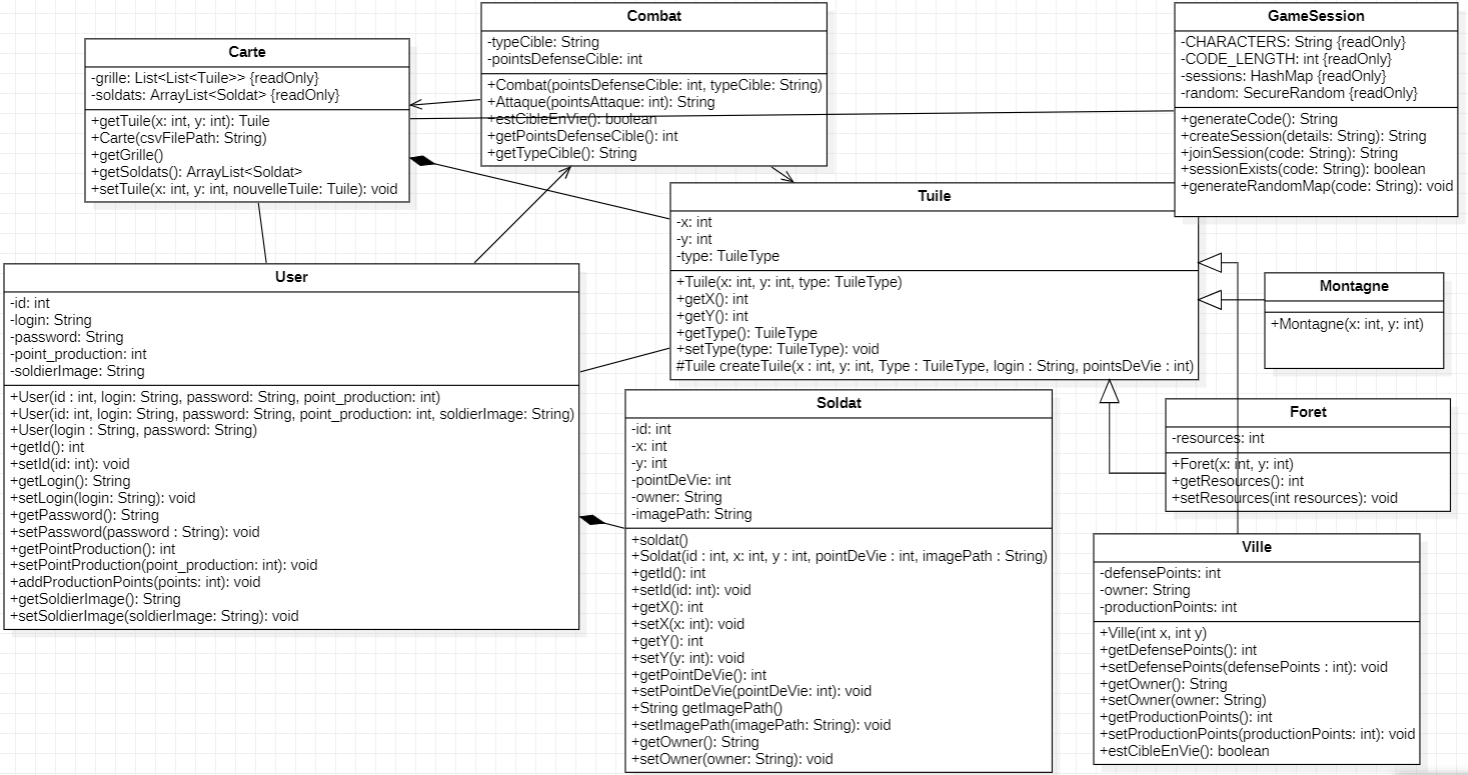 Carte
-grille: List<List<Tuile>> {readOnly}
-soldats: ArrayList<Soldat> {readOnly}
+getTuile(x: int, y: int): Tuile
+Carte(csvFilePath: String)
+getGrille()
+getSoldats(): ArrayList<Soldat>
+setTuile(x: int, y: int, nouvelleTuile: Tuile): void
Combat
-typeCible: String
-pointsDefenseCible: int
+Combat(pointsDefenseCible: int, typeCible: String)
+Attaque(pointsAttaque: int): String
+estCibleEnVie(): boolean
+getPointsDefenseCible(): int
+getTypeCible(): String
GameSession
-CHARACTERS: String {readOnly}
-CODE_LENGTH: int {readOnly}
-sessions: HashMap {readOnly}
-random: SecureRandom {readOnly}
+generateCode(): String
+createSession(details: String): String
+joinSession(code: String): String
+sessionExists(code: String): boolean
+generateRandomMap(code: String): void
Tuile
-x: int
-y: int
-type: TuileType
+Tuile(x: int, y: int, type: TuileType)
+getX(): int
+getY(): int
+getType(): TuileType
+setType(type: TuileType): void
#Tuile createTuile(x : int, y: int, Type : TuileType, login : String, pointsDeVie : int)
User
-id: int
-login: String
-password: String
-point_production: int
-soldierImage: String
+User(id : int, login: String, password: String, point_production: int)
+User(id: int, login: String, password: String, point_production: int, soldierImage: String)
+User(login : String, password: String)
+getId(): int
+setId(id: int): void
+getLogin(): String
+setLogin(login: String): void
+getPassword(): String
+setPassword(password : String): void
+getPointProduction(): int
+setPointProduction(point_production: int): void
+addProductionPoints(points: int): void
+getSoldierImage(): String
+setSoldierImage(soldierImage: String): void
Montagne
+Montagne(x: int, y: int)
Soldat
-id: int
-x: int
-y: int
-pointDeVie: int
-owner: String
-imagePath: String
+soldat()
+Soldat(id : int, x: int, y : int, pointDeVie : int, imagePath : String)
+getId(): int
+setId(id: int): void
+getX(): int
+setX(x: int): void
+getY(): int
+setY(y: int): void
+getPointDeVie(): int
+setPointDeVie(pointDeVie: int): void
+String getImagePath()
+setImagePath(imagePath: String): void
+getOwner(): String
+setOwner(owner: String): void
Foret
-resources: int
+Foret(x: int, y: int)
+getResources(): int
+setResources(int resources): void
Ville
-defensePoints: int
-owner: String
-productionPoints: int
+Ville(int x, int y)
+getDefensePoints(): int
+setDefensePoints(defensePoints : int): void
+getOwner(): String
+setOwner(owner: String)
+getProductionPoints(): int
+setProductionPoints(productionPoints: int): void
+estCibleEnVie(): boolean